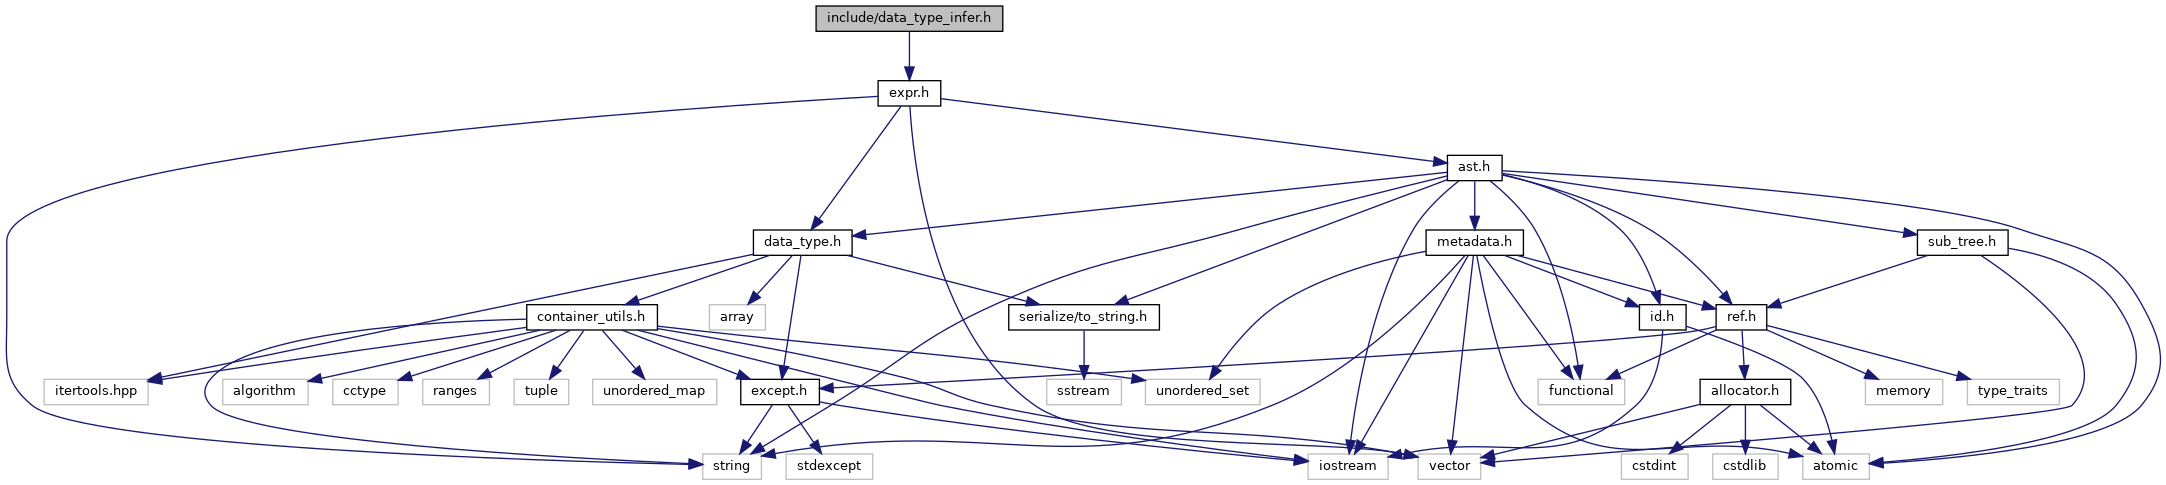 include/data_type_infer.h
expr.h
ast.h
data_type.h
metadata.h
sub_tree.h
container_utils.h
array
serialize/to_string.h
id.h
ref.h
itertools.hpp
algorithm
cctype
ranges
tuple
unordered_map
except.h
sstream
unordered_set
functional
allocator.h
memory
type_traits
string
stdexcept
iostream
vector
cstdint
cstdlib
atomic